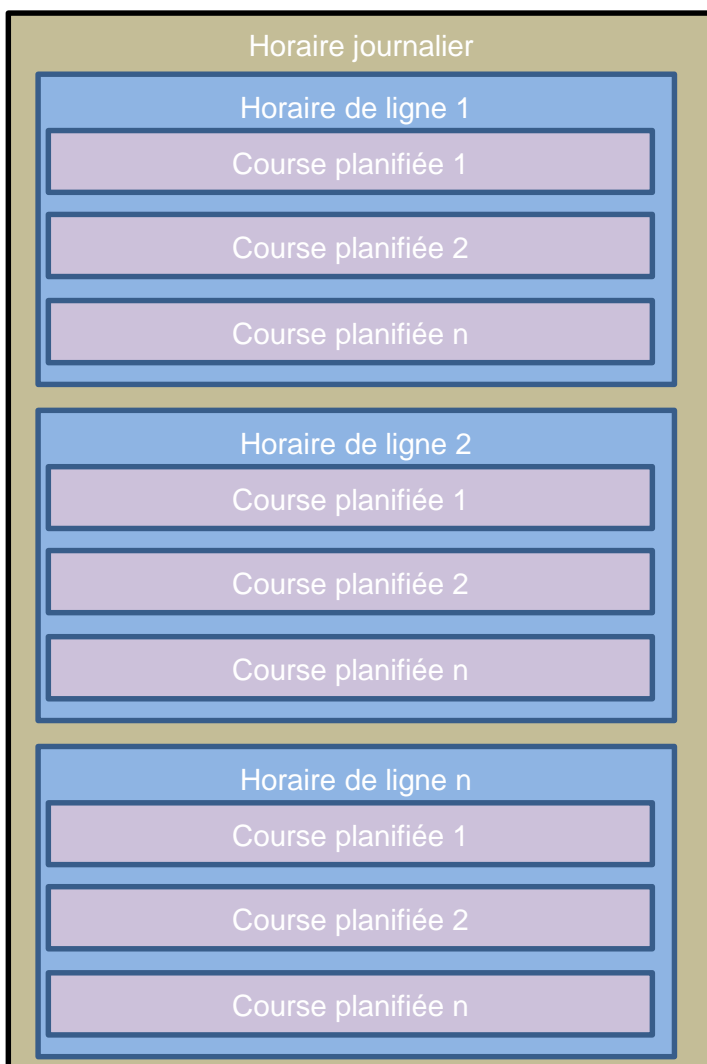 Horaire journalier
Horaire de ligne 1
Course planifiée 1
Course planifiée 2
Course planifiée n
Horaire de ligne 2
Course planifiée 1
Course planifiée 2
Course planifiée n
Horaire de ligne n
Course planifiée 1
Course planifiée 2
Course planifiée n